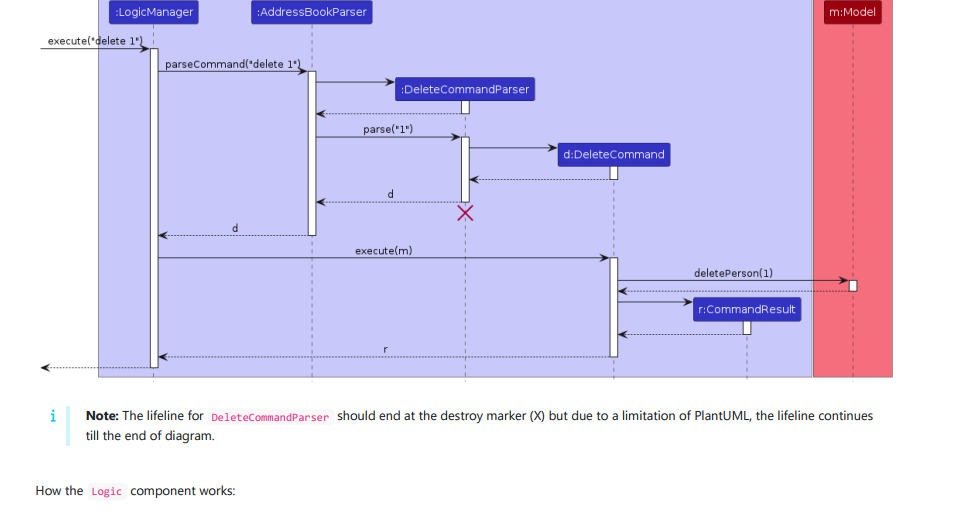 :LogicManager :AddressBookParser m:Model
execute("delete 1")
parseCommand("delete 1")
:DeleteCommandParser
parse("1")
d:DeleteCommand
d
d
execute(m)
deletePerson(1)
r:CommandResult
r
i Note: The lifeline for DeleteCommandParser should end at the destroy marker (X) but due to a limitation of PlantUML, the lifeline continues
till the end of diagram.
How the Logic component works: